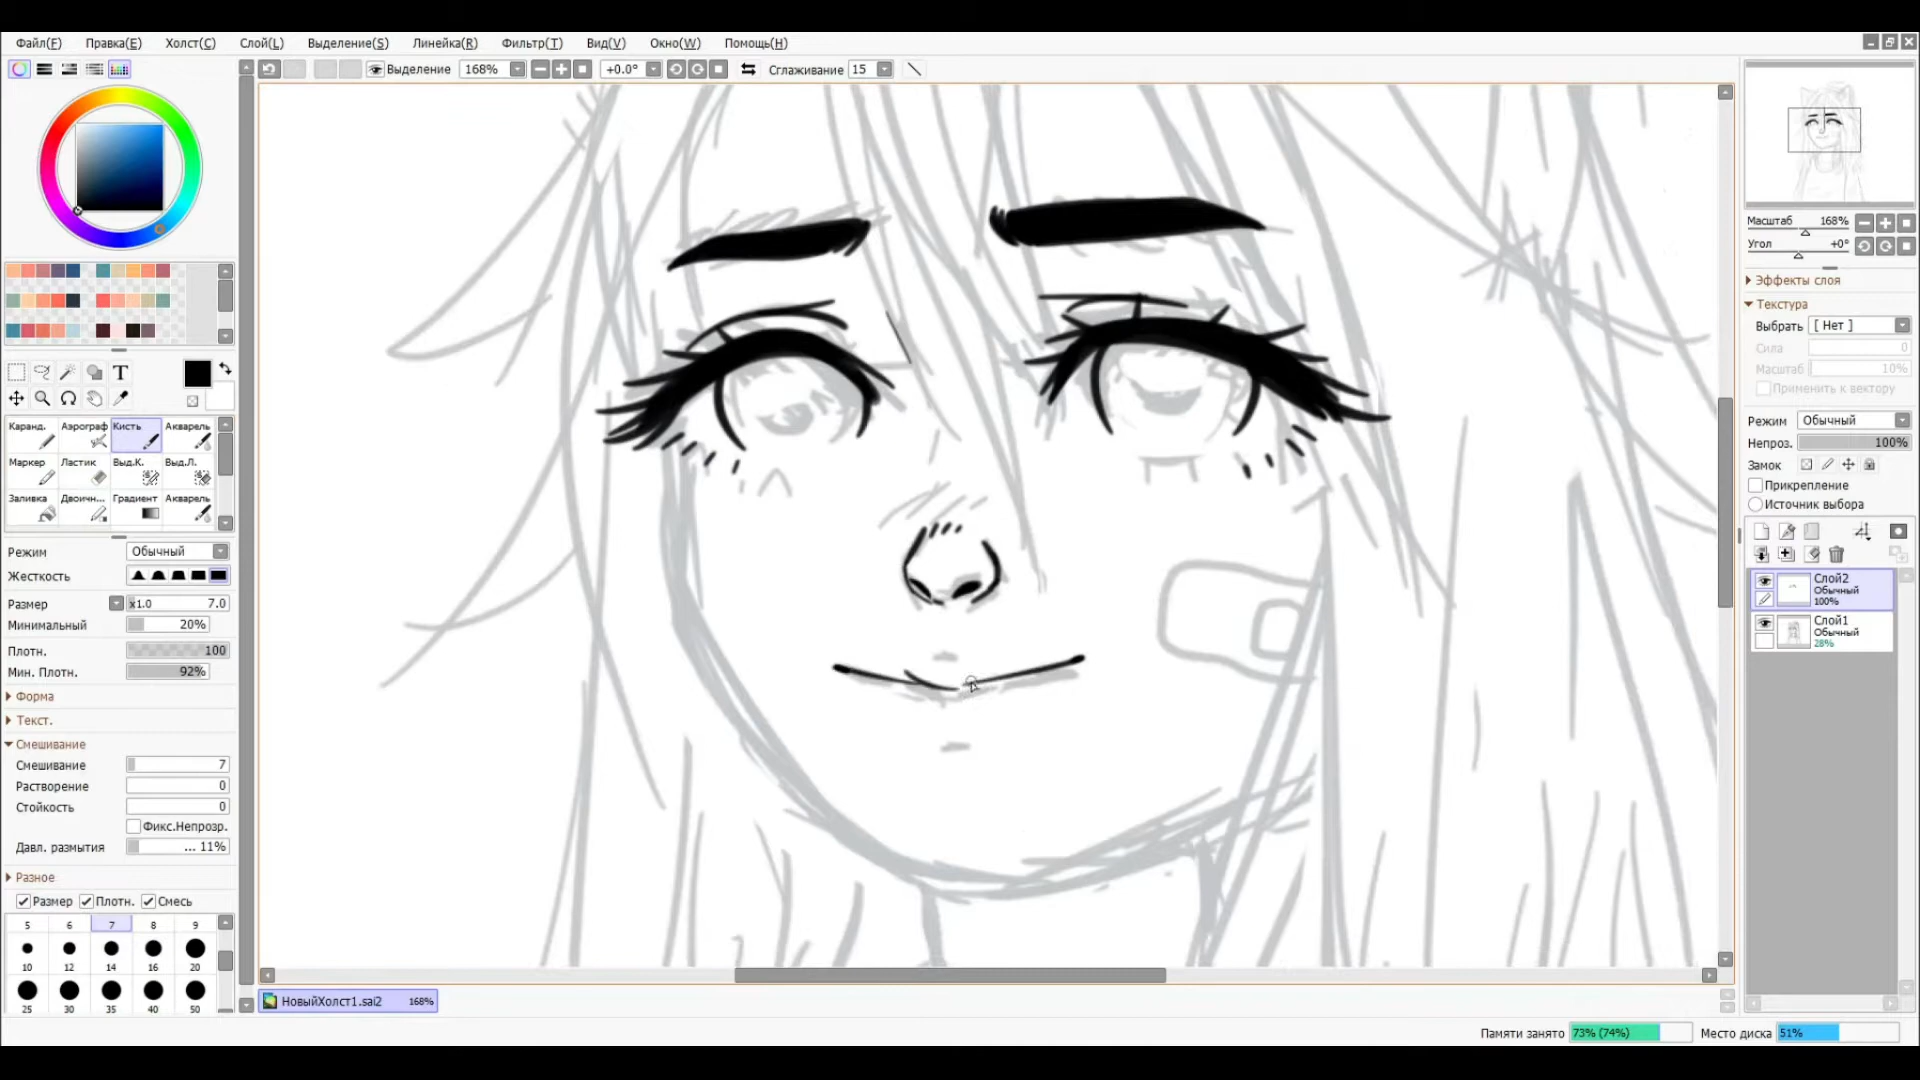 Файл(F) Правка(E) Холст(C) Слой(L) Выделение(S) Линейка(R) Фильтр(T) Вид(V) Окно(W) Помощь(H)
Выделение 168% +0.0° Сглаживание 15
Масштаб 168%
Угол +0°
Эффекты слоя
Текстура
Выбрать [ Нет ]
Сила 0
Масштаб 10%
Применить к вектору
Режим Обычный
Непроз. 100%
Замок
Прикрепление
Источник выбора
Слой2
Обычный
100%
Слой1
Обычный
28%
T
Каранд. Аэрограф Кисть Акварель
Маркер Ластик Выд.К. Выд.Л.
Заливка Двоичн... Градиент Акварель
Режим Обычный
Жесткость
Размер x1.0 7.0
Минимальный 20%
Плотн. 100
Мин. Плотн. 92%
Форма
Текст.
Смешивание
Смешивание 7
Растворение 0
Стойкость 0
Фикс.Непрозр.
Давл. размытия ... 11%
Разное
Размер Плотн. Смесь
5 6 7 8 9
10 12 14 16 20
25 30 35 40 50
НовыйХолст1.sai2 168%
Памяти занято 73% (74%) Место диска 51%